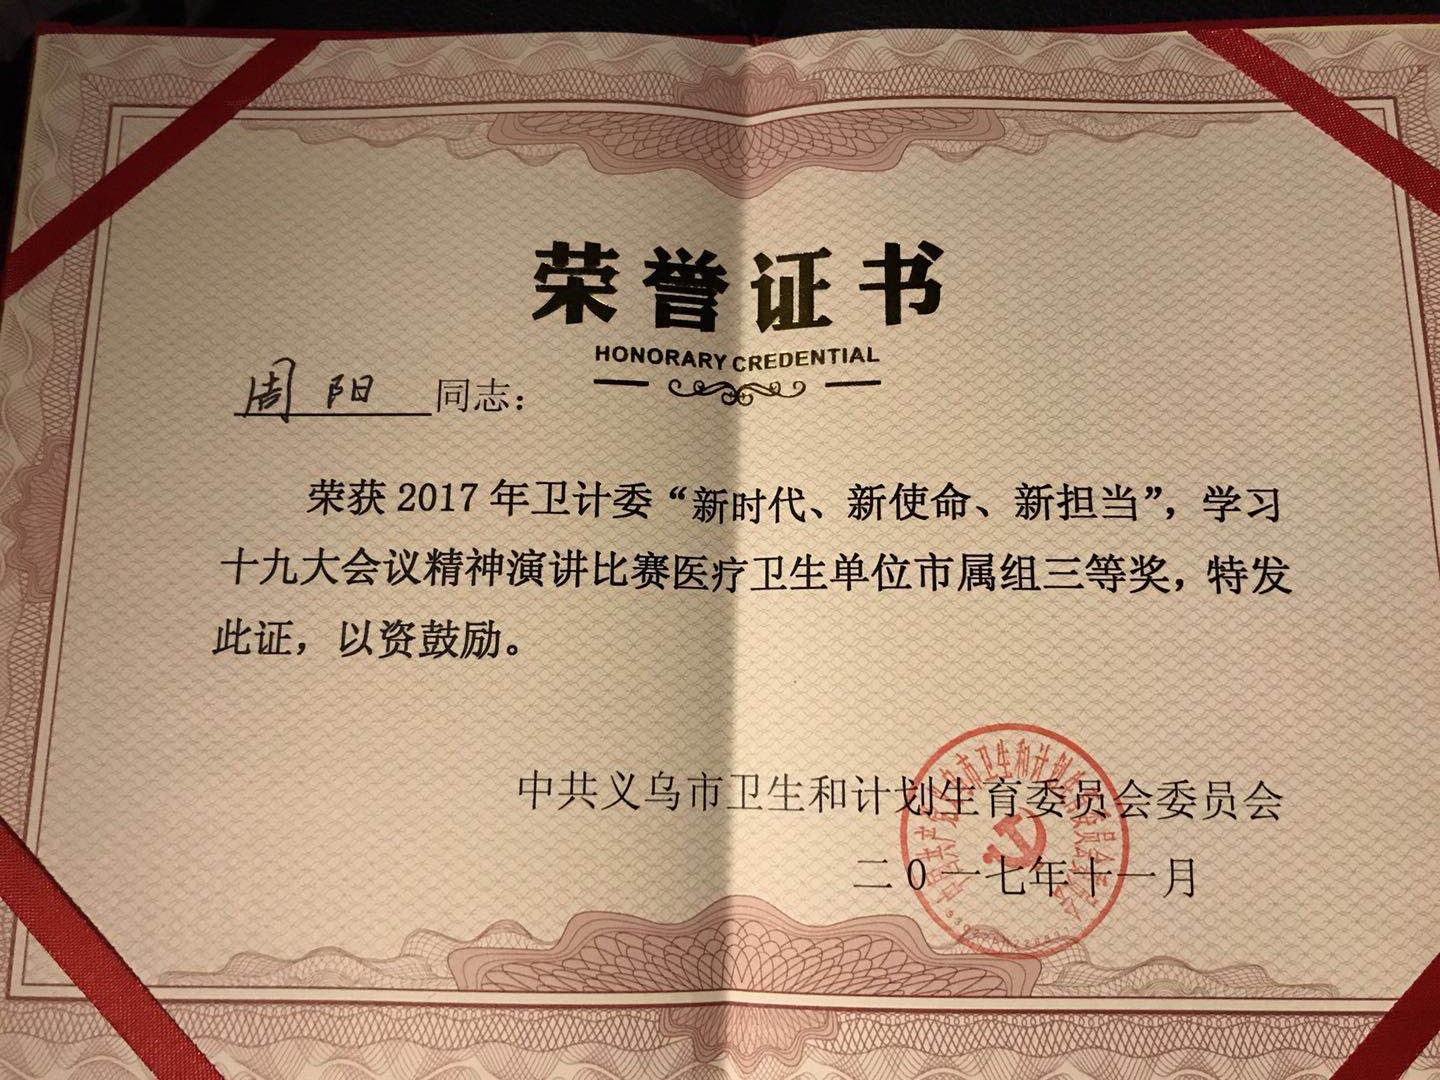 荣誉证书
HONORARY CREDENTIAL
周阳 同志：
荣获 2017 年卫计委“新时代、新使命、新担当”，学习
十九大会议精神演讲比赛医疗卫生单位市属组三等奖，特发
此证，以资鼓励。
中共义乌市卫生和计划生育委员会委员会
二0一七年十一月